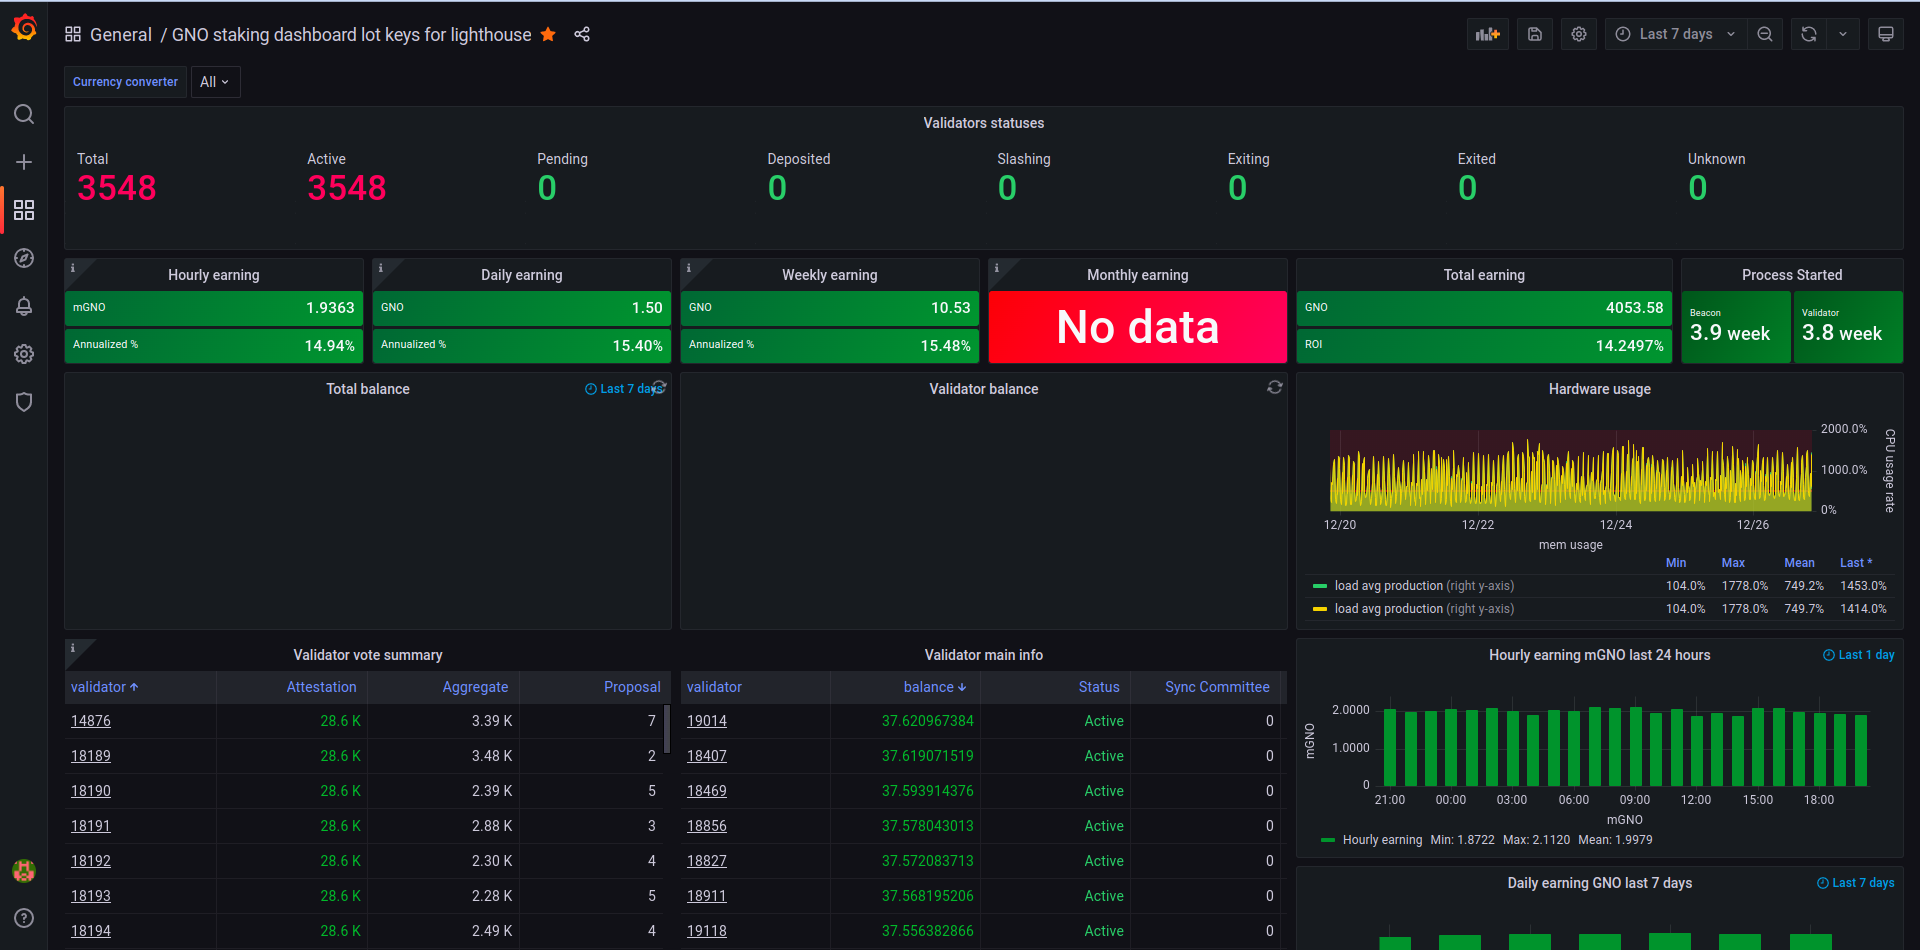 General / GNO staking dashboard lot keys for lighthouse
Last 7 days
Currency converter All
Validators statuses
Total Active Pending Deposited Slashing Exiting Exited Unknown
3548 3548 0 0 0 0 0 0
Hourly earning
mGNO 1.9363
Annualized % 14.94%
Daily earning
GNO 1.50
Annualized % 15.40%
Weekly earning
GNO 10.53
Annualized % 15.48%
Monthly earning
No data
Total earning
GNO 4053.58
ROI 14.2497%
Process Started
Beacon Validator
3.9 week 3.8 week
Total balance Last 7 days
Validator balance
Hardware usage
2000.0%
1000.0%
0%
CPU usage rate
12/20 12/22 12/24 12/26
mem usage
Min Max Mean Last *
load avg production (right y-axis) 104.0% 1778.0% 749.2% 1453.0%
load avg production (right y-axis) 104.0% 1778.0% 749.7% 1414.0%
Validator vote summary
validator Attestation Aggregate Proposal
14876 28.6 K 3.39 K 7
18189 28.6 K 3.48 K 2
18190 28.6 K 2.39 K 5
18191 28.6 K 2.88 K 3
18192 28.6 K 2.30 K 4
18193 28.6 K 2.28 K 5
18194 28.6 K 2.49 K 4
Validator main info
validator balance Status Sync Committee
19014 37.620967384 Active 0
18407 37.619071519 Active 0
18469 37.593914376 Active 0
18856 37.578043013 Active 0
18827 37.572083713 Active 0
18911 37.568195206 Active 0
19118 37.556382866 Active 0
Hourly earning mGNO last 24 hours Last 1 day
2.0000
1.0000
0
mGNO
21:00 00:00 03:00 06:00 09:00 12:00 15:00 18:00
mGNO
Hourly earning Min: 1.8722 Max: 2.1120 Mean: 1.9979
Daily earning GNO last 7 days Last 7 days